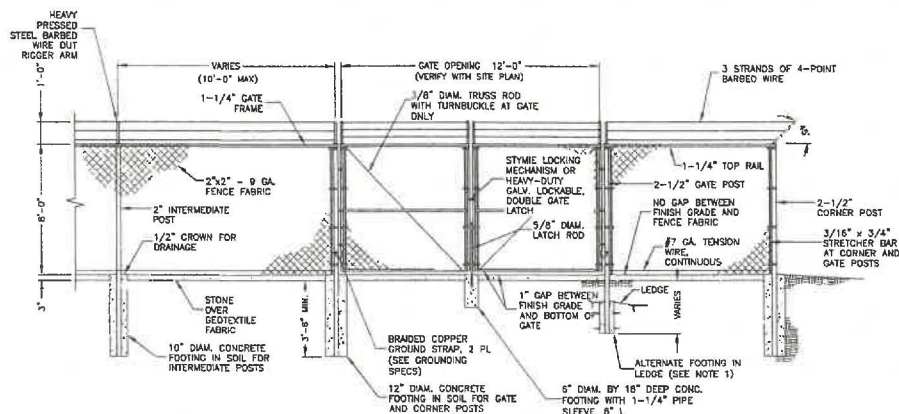 HEAVY
PRESSED
STEEL BARBED
WIRE OUT
RIGGER ARM
VARIES
(10'-0" MAX)
GATE OPENING 12'-0"
(VERIFY WITH SITE PLAN)
3 STRANDS OF 4-POINT
BARBED WIRE
1'-0"
1-1/4" GATE
FRAME
3/8" DIAM. TRUSS ROD
WITH TURNBUCKLE AT GATE
ONLY
45°
2"x2" - 9 GA.
FENCE FABRIC
STYMIE LOCKING
MECHANISM OR
HEAVY-DUTY
GALV. LOCKABLE,
DOUBLE GATE
LATCH
1-1/4" TOP RAIL
2-1/2" GATE POST
2" INTERMEDIATE
POST
NO GAP BETWEEN
FINISH GRADE AND
FENCE FABRIC
2-1/2"
CORNER POST
6'-0"
1/2" CROWN FOR
DRAINAGE
5/8" DIAM.
LATCH ROD
#7 GA. TENSION
WIRE,
CONTINUOUS
3/16" x 3/4"
STRETCHER BAR
AT CORNER AND
GATE POSTS
3"
STONE
OVER
GEOTEXTILE
FABRIC
3'-6" MIN.
1" GAP BETWEEN
FINISH GRADE
AND BOTTOM OF
GATE
LEDGE
VARIES
10" DIAM. CONCRETE
FOOTING IN SOIL FOR
INTERMEDIATE POSTS
BRAIDED COPPER
GROUND STRAP, 2 PL
(SEE GROUNDING
SPECS)
ALTERNATE FOOTING IN
LEDGE (SEE NOTE 1)
12" DIAM. CONCRETE
FOOTING IN SOIL FOR GATE
AND CORNER POSTS
6" DIAM. BY 18" DEEP CONC.
FOOTING WITH 1-1/4" PIPE
SLEEVE, 6" L